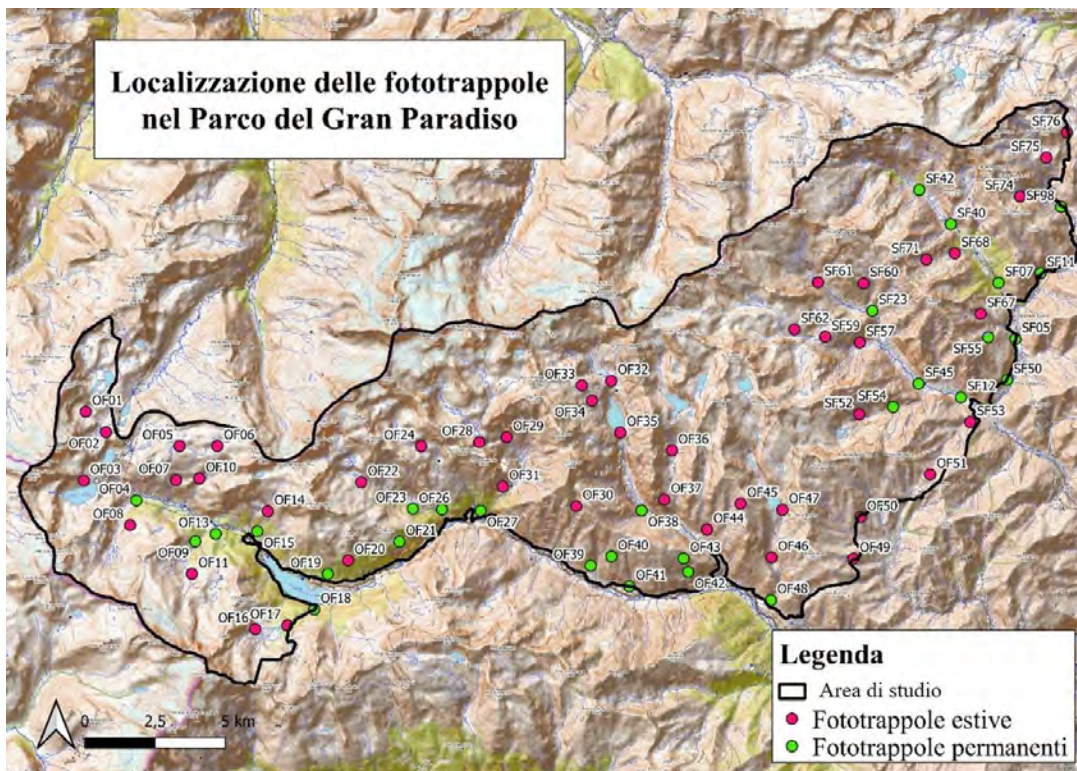 Localizzazione delle fototrappole
nel Parco del Gran Paradiso
SF76
SF75
SF74
SF98
SF42
SF40
SF71
SF68
SF07
SF11
SF61
SF60
SF23
SF67
SF62
SF59
SF57
SF55
SF05
SF45
SF50
SF12
SF52
SF54
SF53
OF33
OF32
OF34
OF01
OF02
OF05
OF06
OF24
OF28
OF29
OF35
OF36
OF03
OF07
OF10
OF22
OF31
OF51
OF04
OF14
OF23
OF26
OF30
OF37
OF45
OF47
OF08
OF13
OF27
OF38
OF50
OF09
OF15
OF21
OF44
OF11
OF19
OF20
OF39
OF40
OF43
OF46
OF49
OF41
OF42
OF18
OF48
OF16
OF17
Legenda
Area di studio
Fototrappole estive
Fototrappole permanenti
0 2,5 5 km